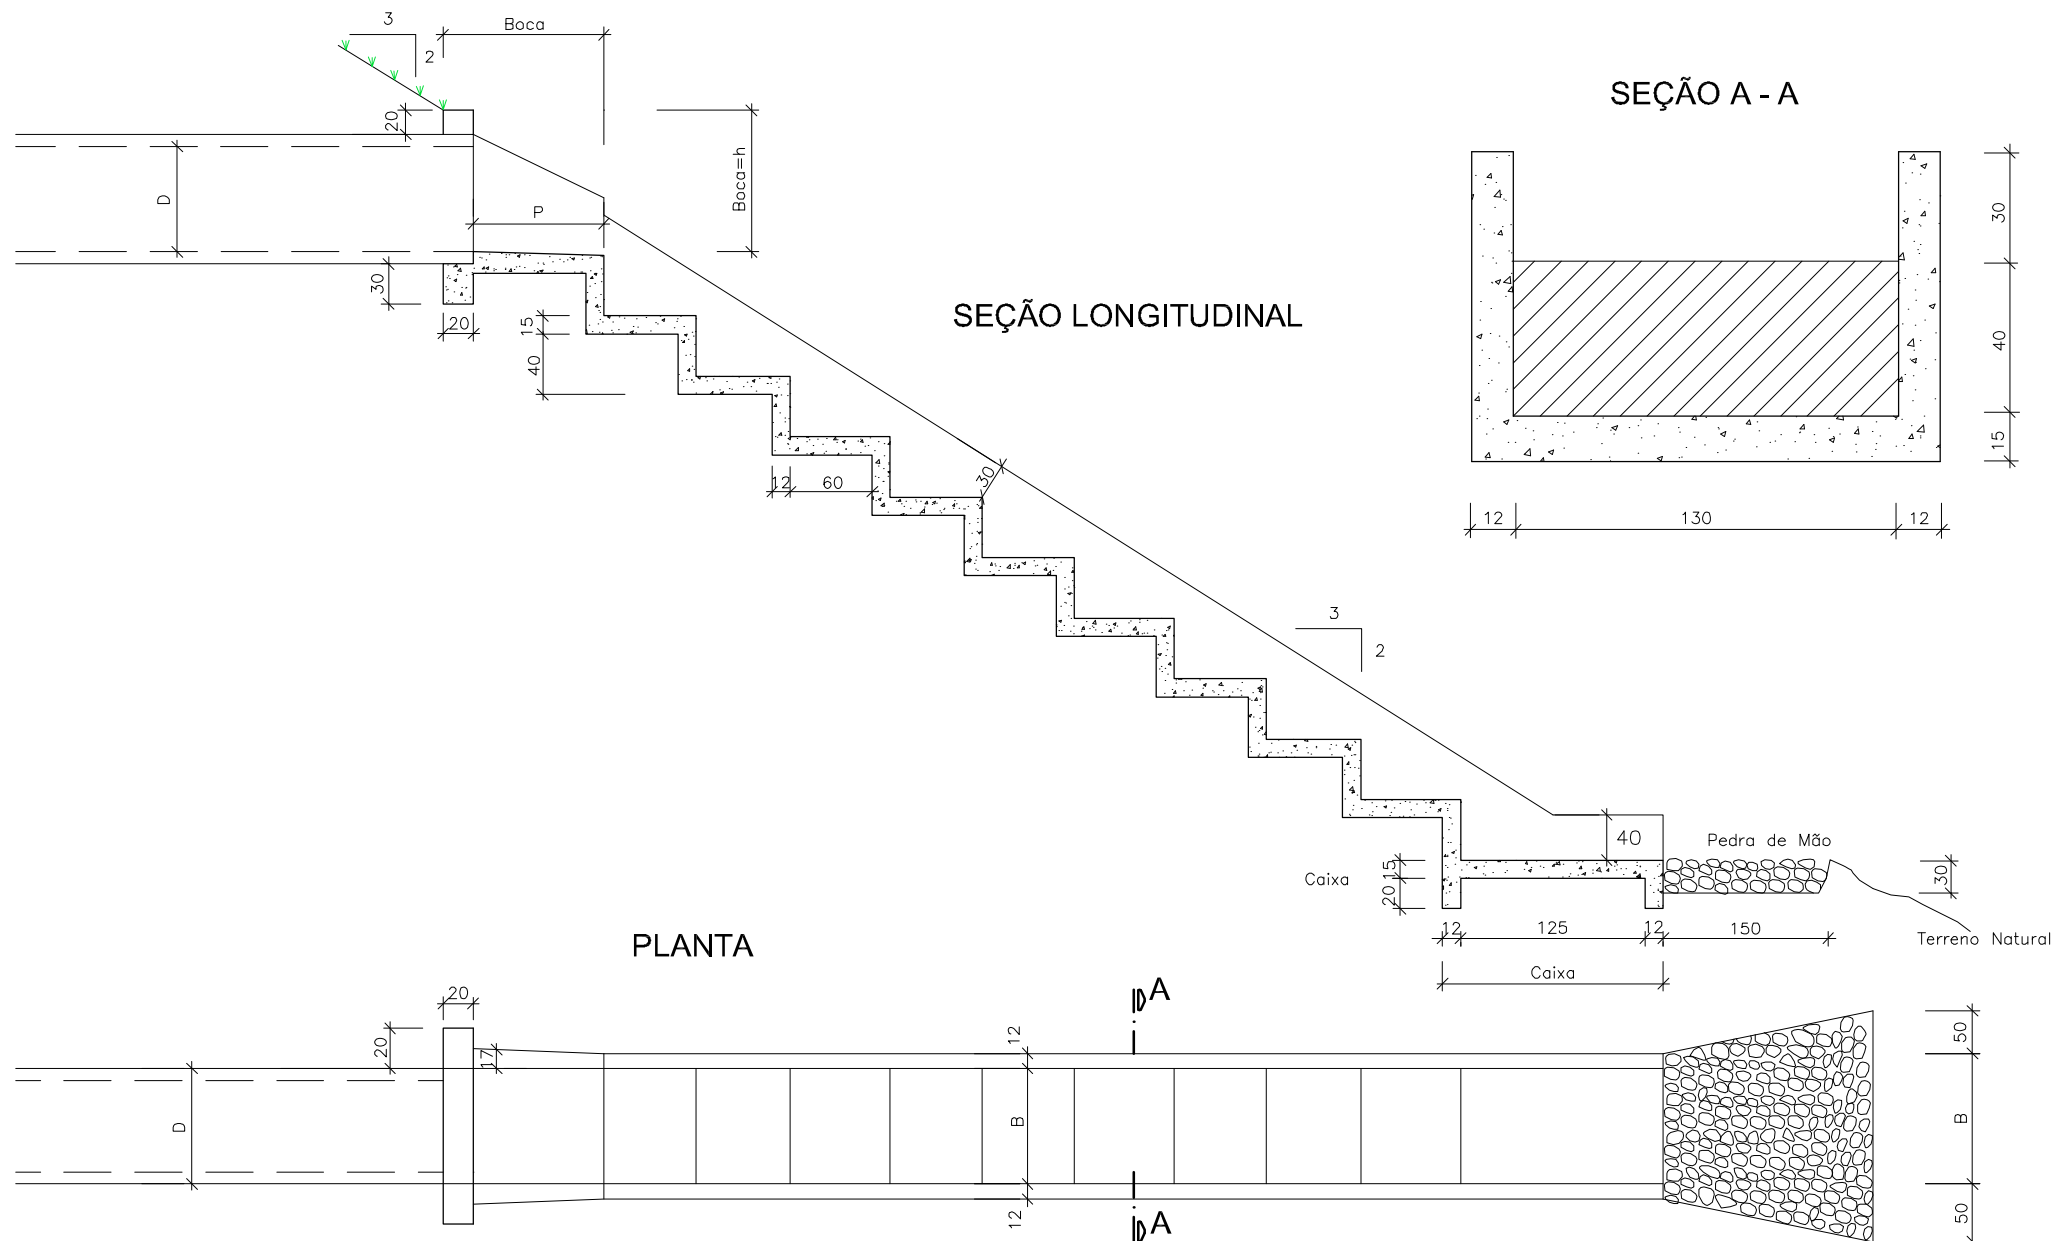 3
Boca
2
20
D
Boca=h
P
30
20
15
40
SEÇÃO LONGITUDINAL
12
60
30
3
2
40
Pedra de Mão
Caixa
15
20
30
12
125
12
150
Terreno Natural
Caixa
SEÇÃO A - A
30
40
15
12
130
12
PLANTA
20
20
17
D
12
B
12
A
A
50
B
50